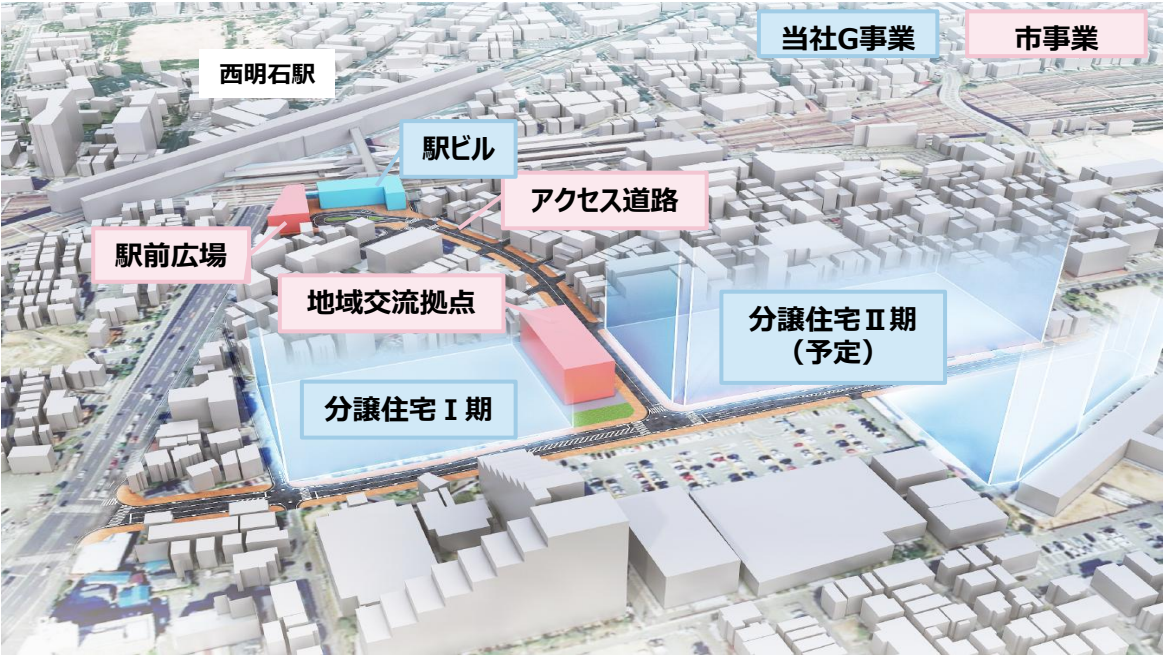 当社G事業
市事業
西明石駅
駅ビル
アクセス道路
駅前広場
地域交流拠点
分譲住宅Ⅱ期
（予定）
分譲住宅Ⅰ期